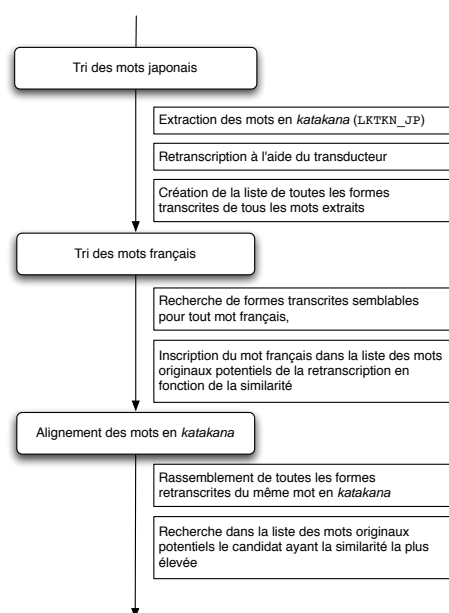 Tri des mots japonais
Extraction des mots en katakana (LKTKN_JP)
Retranscription à l'aide du transducteur
Création de la liste de toutes les formes
transcrites de tous les mots extraits
Tri des mots français
Recherche de formes transcrites semblables
pour tout mot français,
Inscription du mot français dans la liste des mots
originaux potentiels de la retranscription en
fonction de la similarité
Alignement des mots en katakana
Rassemblement de toutes les formes
retranscrites du même mot en katakana
Recherche dans la liste des mots originaux
potentiels le candidat ayant la similarité la plus
élevée